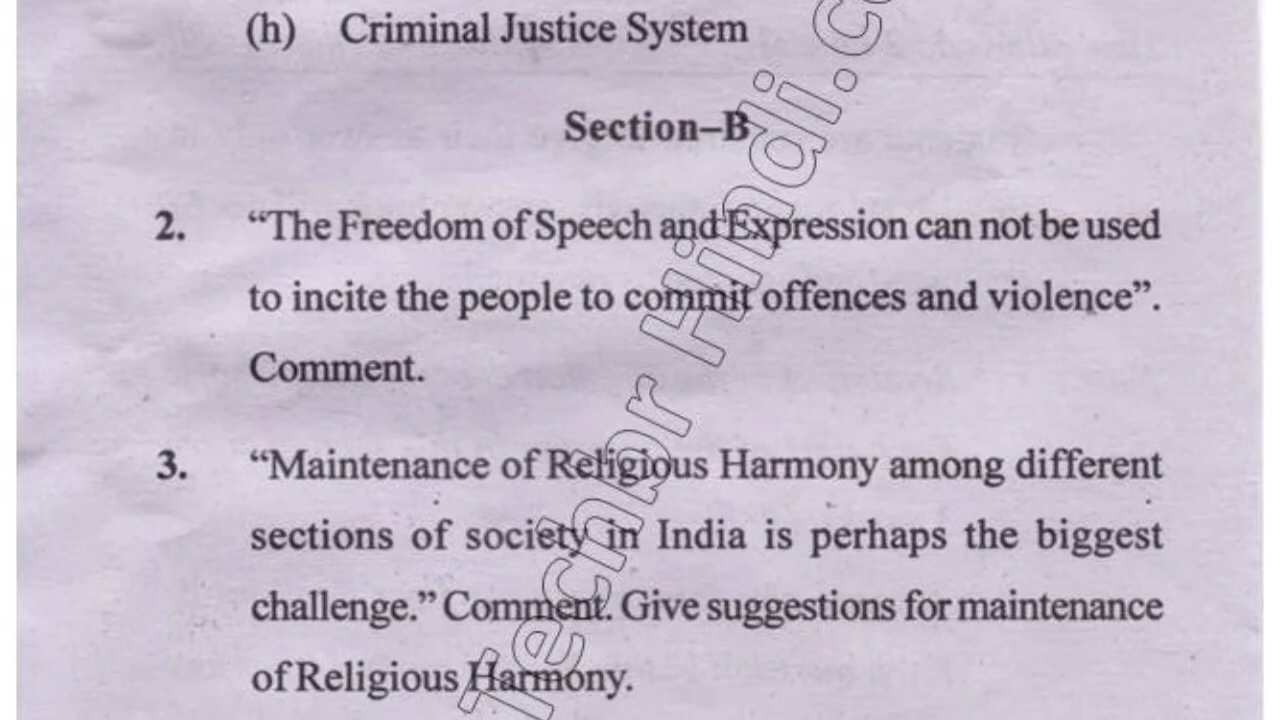 (h) Criminal Justice System
Section–B
2. “The Freedom of Speech and Expression can not be used
to incite the people to commit offences and violence”.
Comment.
3. “Maintenance of Religious Harmony among different
sections of society in India is perhaps the biggest
challenge.” Comment. Give suggestions for maintenance
of Religious Harmony.
Technbr Hindi.c